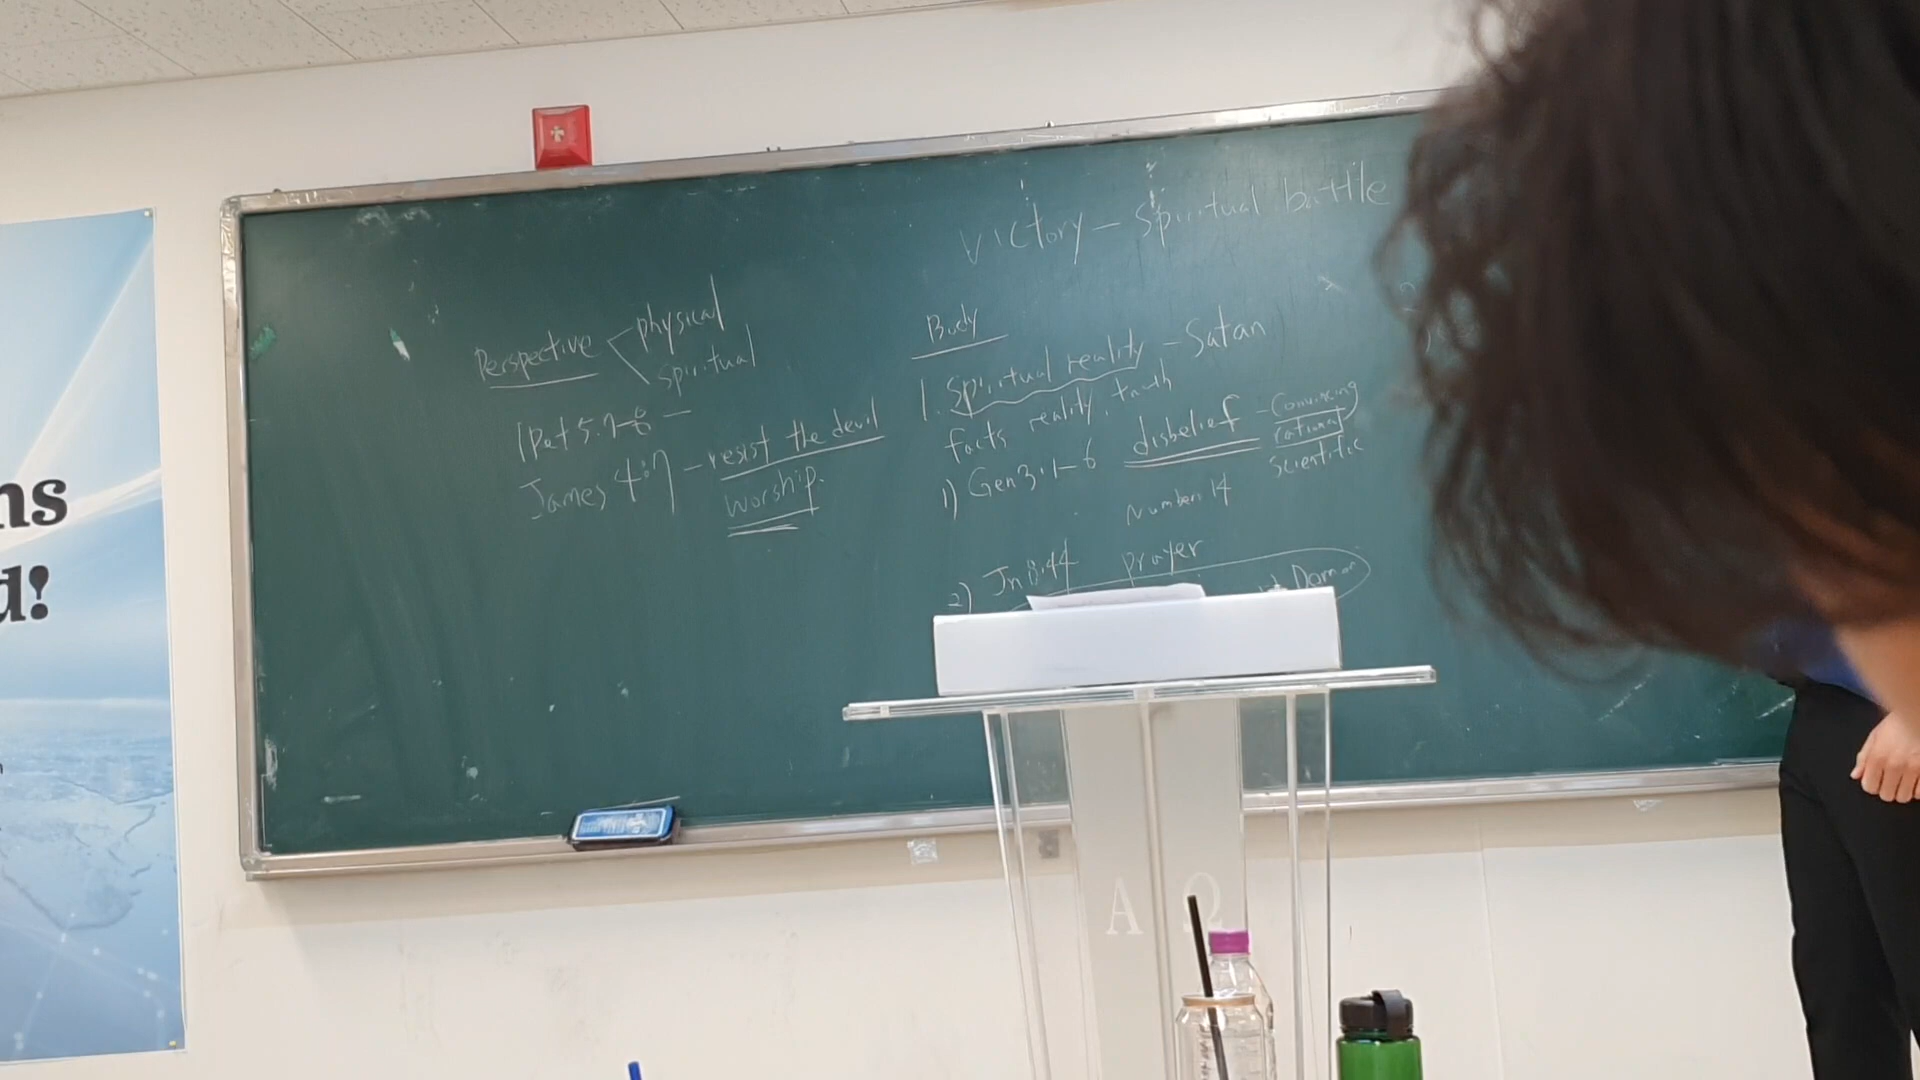 ns
d!
Victory - Spiritual battle
Perspective
physical
spiritual
1Pet 5:7-8 -
James 4:7 - resist the devil
worship.
Body
1. Spiritual reality - Satan
facts reality, truth
1) Gen 3:1-6 disbelief - convincing
rational
scientific
Numbers 14
2) Jn 8:44 prayer
Α Ω